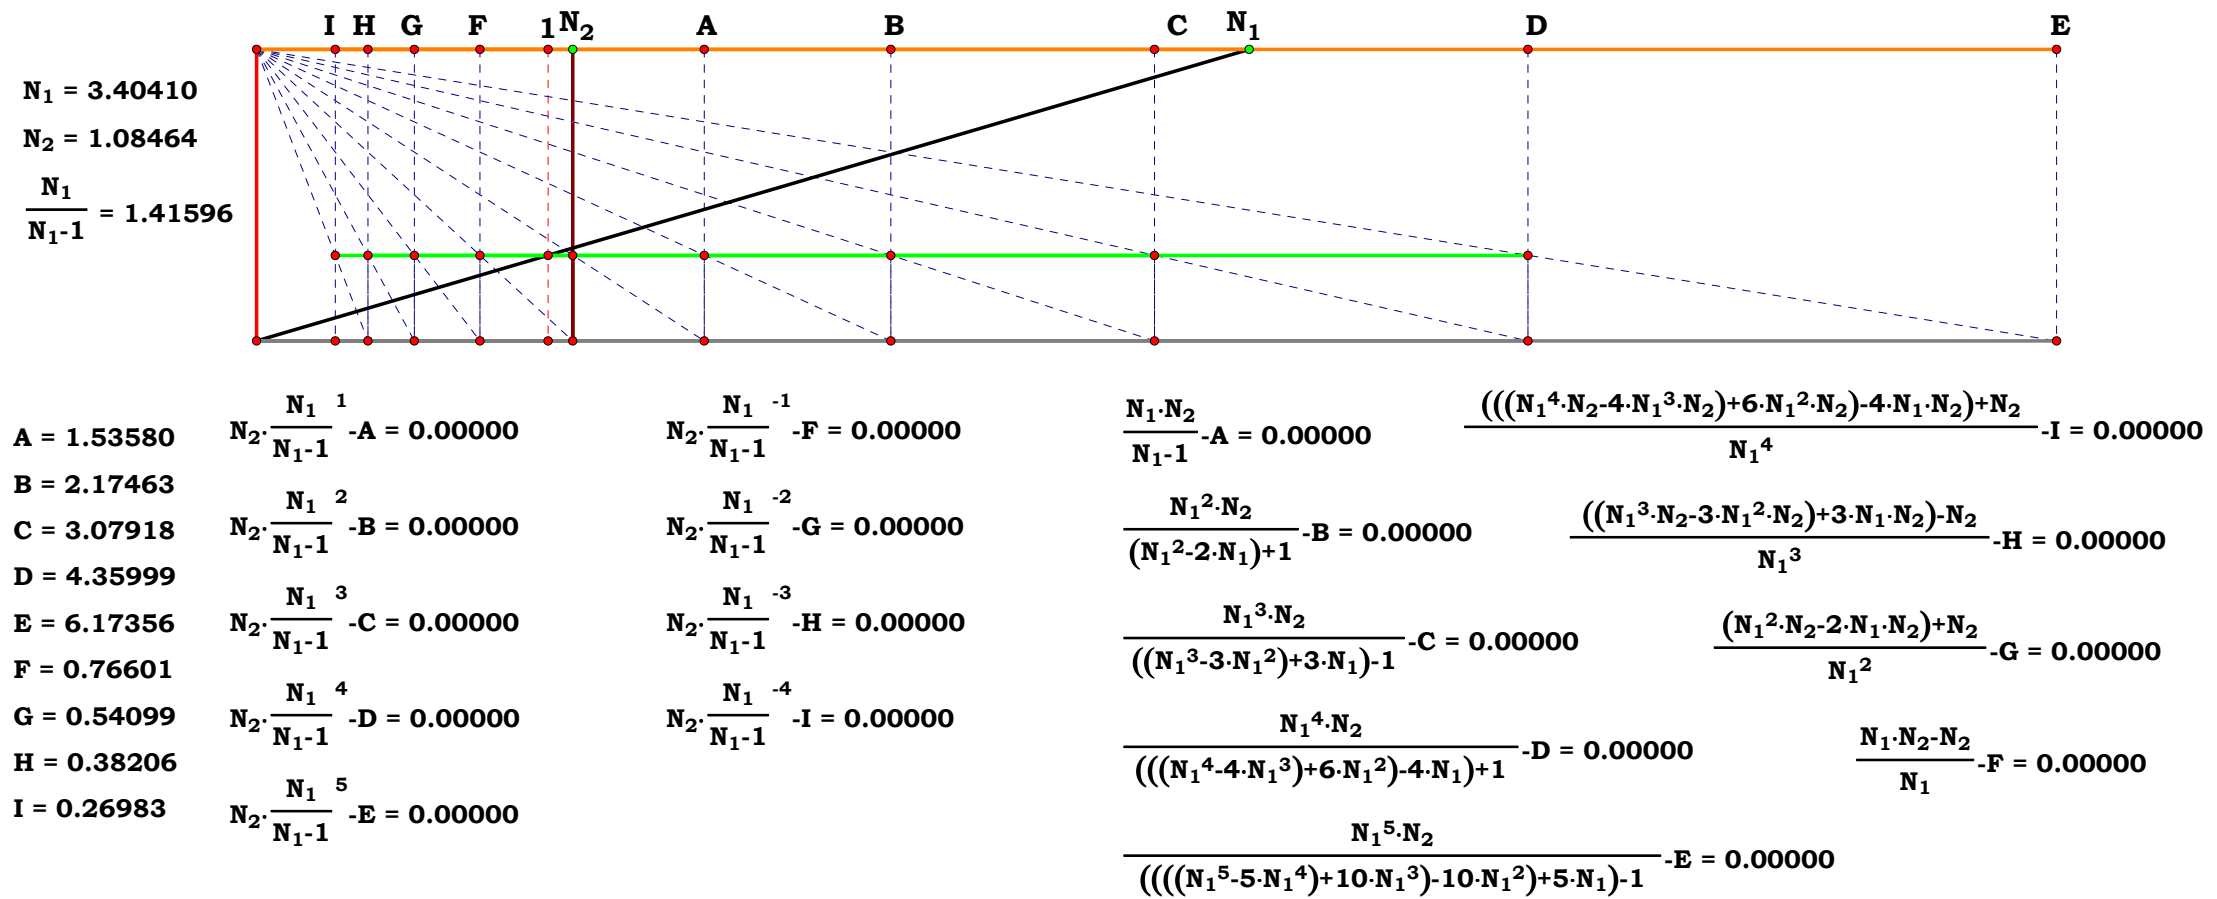 I H G F 1 N₂ A B C N₁ D E
N₁ = 3.40410
N₂ = 1.08464
N₁
N₁-1
= 1.41596
A = 1.53580
B = 2.17463
C = 3.07918
D = 4.35999
E = 6.17356
F = 0.76601
G = 0.54099
H = 0.38206
I = 0.26983
N₂·N₁/(N₁-1) ¹ -A = 0.00000
N₂·N₁/(N₁-1) ² -B = 0.00000
N₂·N₁/(N₁-1) ³ -C = 0.00000
N₂·N₁/(N₁-1) ⁴ -D = 0.00000
N₂·N₁/(N₁-1) ⁵ -E = 0.00000
N₂·N₁/(N₁-1) ⁻¹ -F = 0.00000
N₂·N₁/(N₁-1) ⁻² -G = 0.00000
N₂·N₁/(N₁-1) ⁻³ -H = 0.00000
N₂·N₁/(N₁-1) ⁻⁴ -I = 0.00000
N₁·N₂
N₁-1
-A = 0.00000
N₁²·N₂
(N₁²-2·N₁)+1
-B = 0.00000
N₁³·N₂
((N₁³-3·N₁²)+3·N₁)-1
-C = 0.00000
N₁⁴·N₂
(((N₁⁴-4·N₁³)+6·N₁²)-4·N₁)+1
-D = 0.00000
N₁⁵·N₂
((((N₁⁵-5·N₁⁴)+10·N₁³)-10·N₁²)+5·N₁)-1
-E = 0.00000
(((N₁⁴·N₂-4·N₁³·N₂)+6·N₁²·N₂)-4·N₁·N₂)+N₂
N₁⁴
-I = 0.00000
((N₁³·N₂-3·N₁²·N₂)+3·N₁·N₂)-N₂
N₁³
-H = 0.00000
(N₁²·N₂-2·N₁·N₂)+N₂
N₁²
-G = 0.00000
N₁·N₂-N₂
N₁
-F = 0.00000